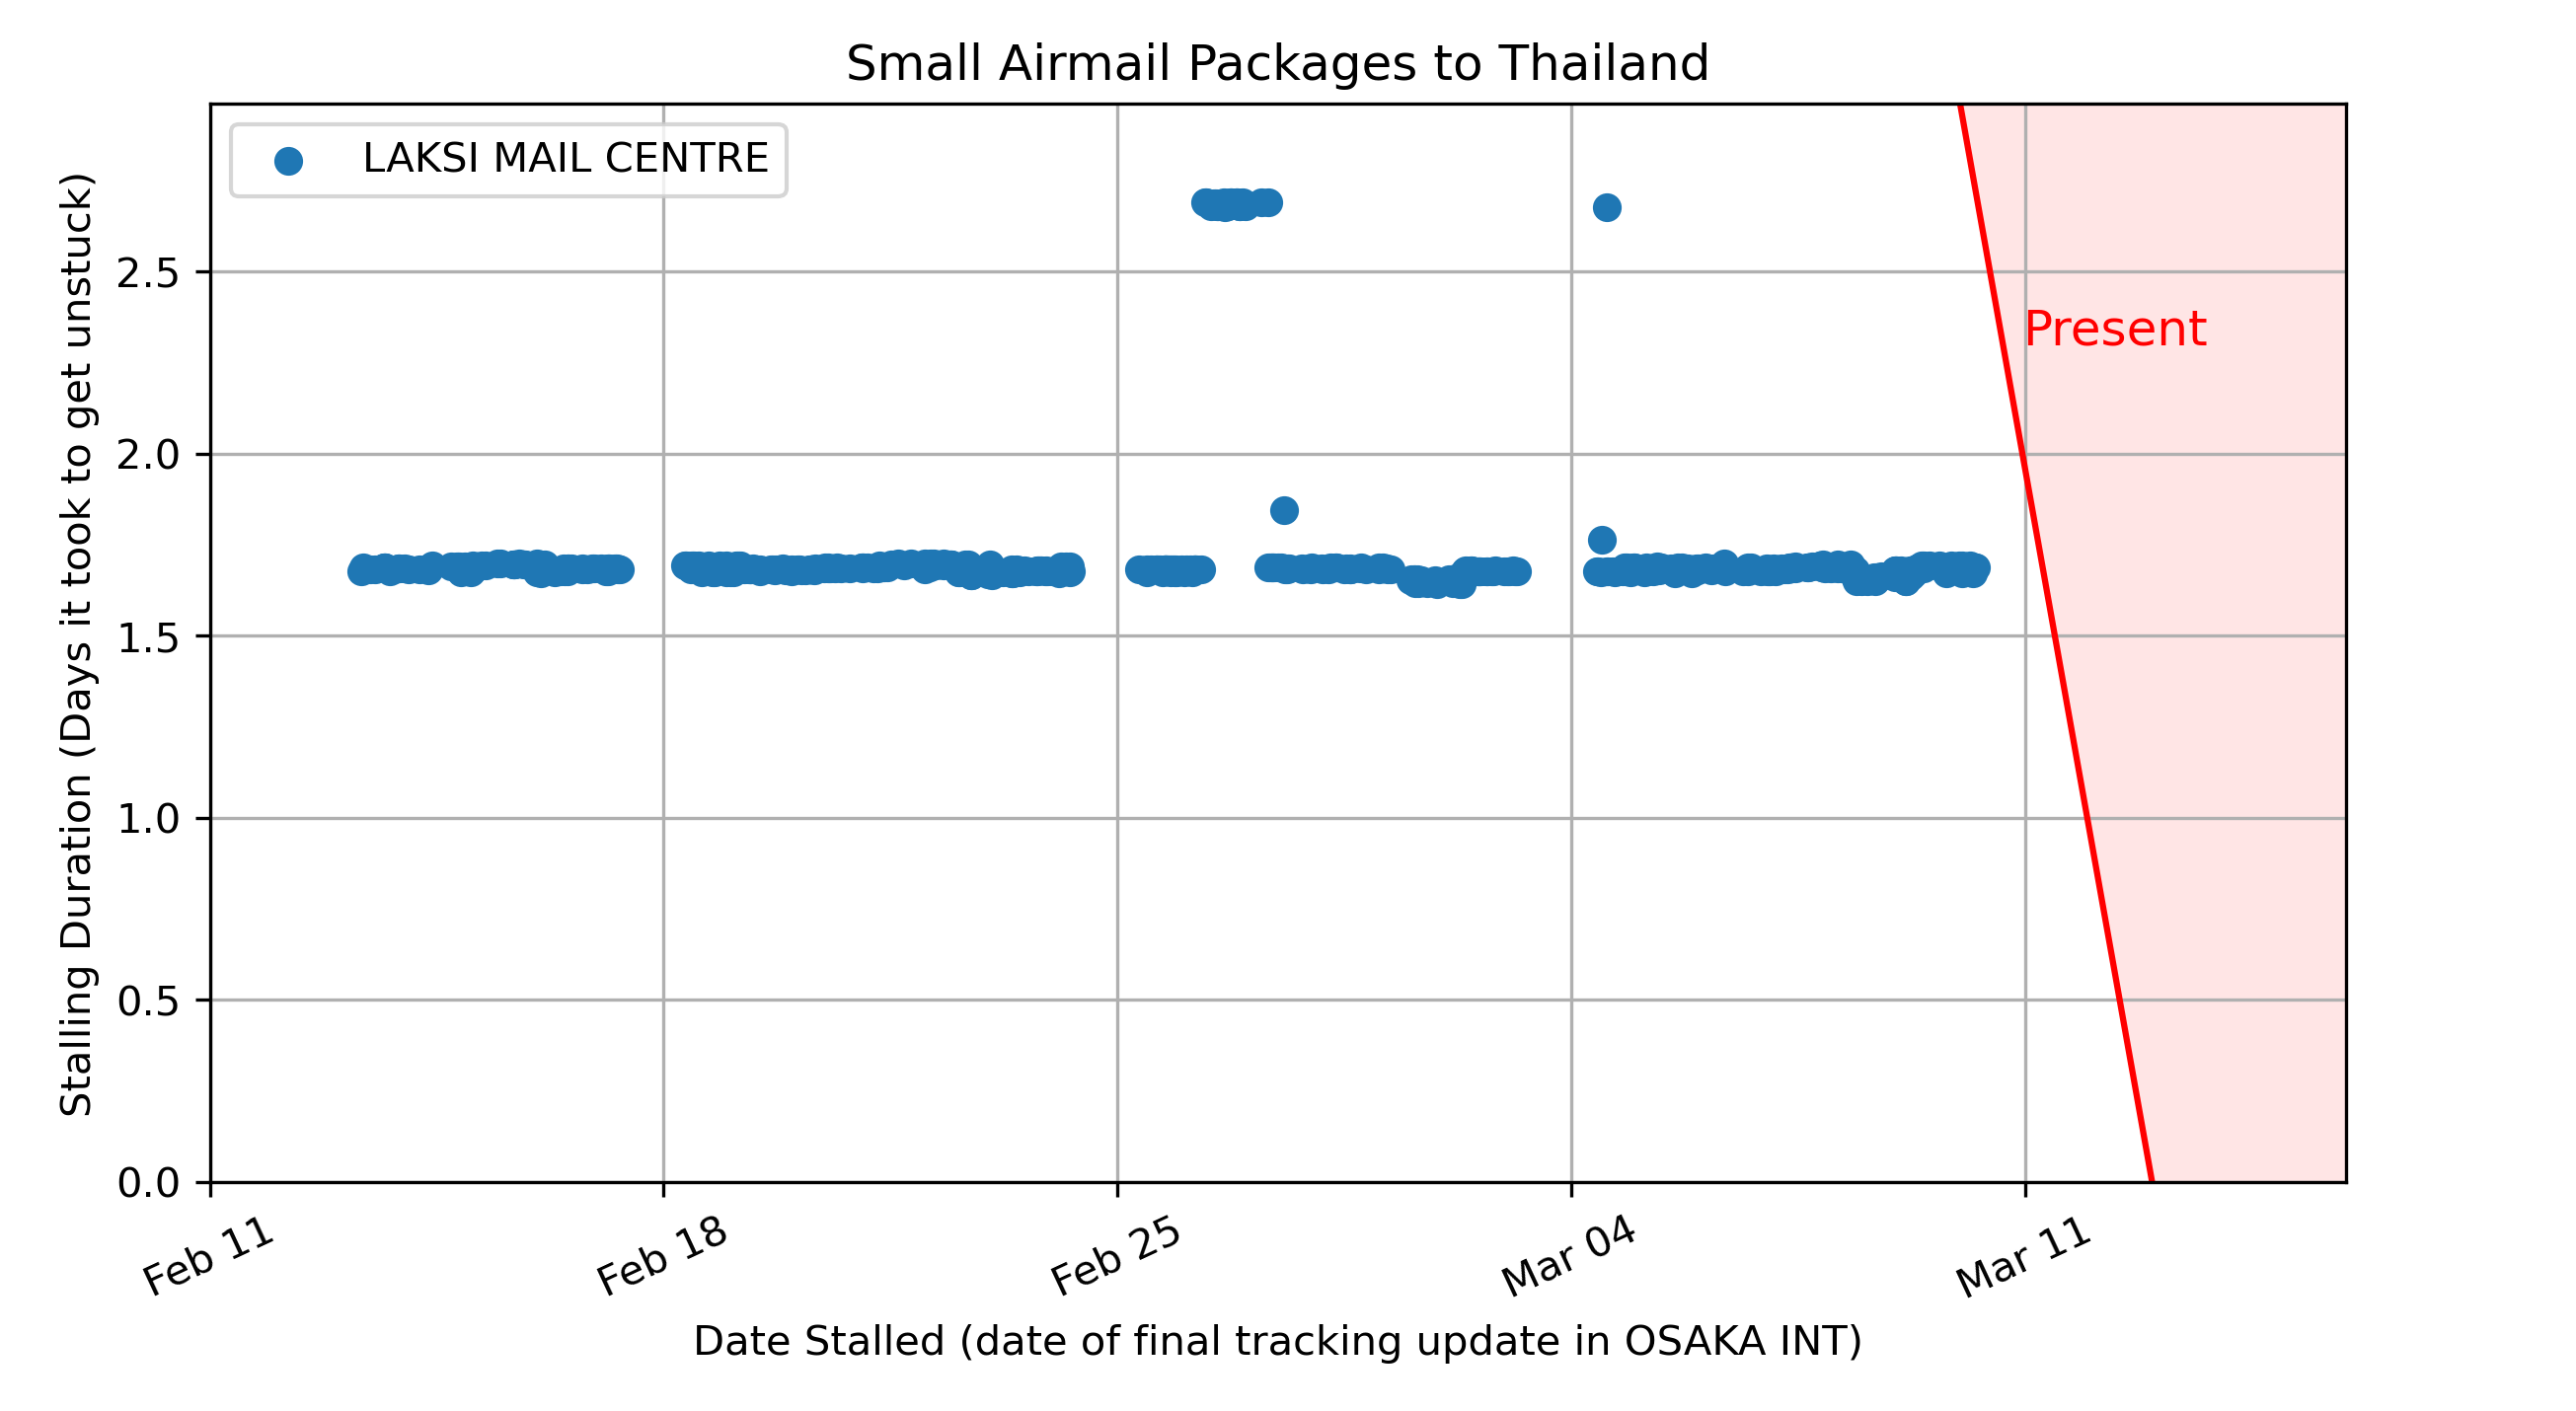 Small Airmail Packages to Thailand
LAKSI MAIL CENTRE
Stalling Duration (Days it took to get unstuck)
2.5
2.0
1.5
1.0
0.5
0.0
Present
Feb 11
Feb 18
Feb 25
Mar 04
Mar 11
Date Stalled (date of final tracking update in OSAKA INT)